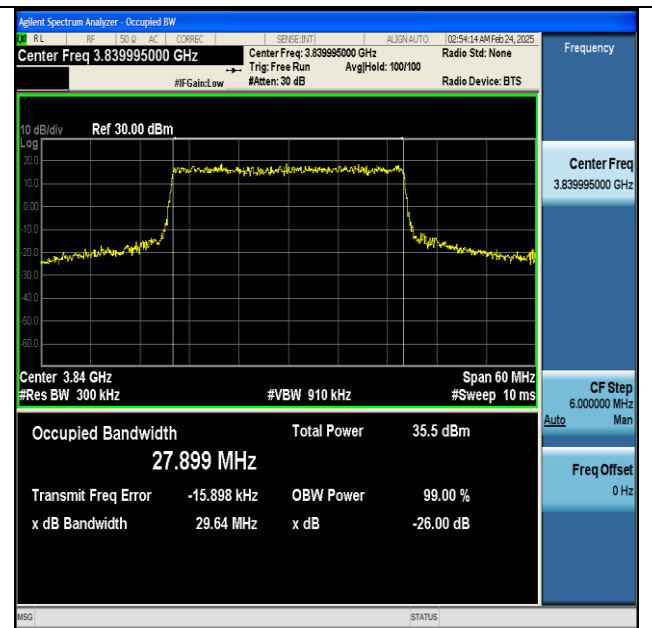 Agilent Spectrum Analyzer - Occupied BW
RL RF 50 Ω AC CORREC SENSE:INT ALIGN AUTO 02:54:14 AM Feb 24, 2025
Center Freq 3.839995000 GHz
Center Freq: 3.839995000 GHz
Radio Std: None
Trig: Free Run Avg|Hold: 100/100
#IFGain:Low
#Atten: 30 dB
Radio Device: BTS
10 dB/div Ref 30.00 dBm
Log
20.0
10.0
0.00
-10.0
-20.0
-30.0
-40.0
-50.0
-60.0
Center 3.84 GHz
Span 60 MHz
#Res BW 300 kHz
#VBW 910 kHz
#Sweep 10 ms
Occupied Bandwidth
Total Power 35.5 dBm
27.899 MHz
Transmit Freq Error -15.898 kHz OBW Power 99.00 %
x dB Bandwidth 29.64 MHz x dB -26.00 dB
MSG
STATUS
Frequency
Center Freq
3.839995000 GHz
CF Step
6.000000 MHz
Auto Man
Freq Offset
0 Hz